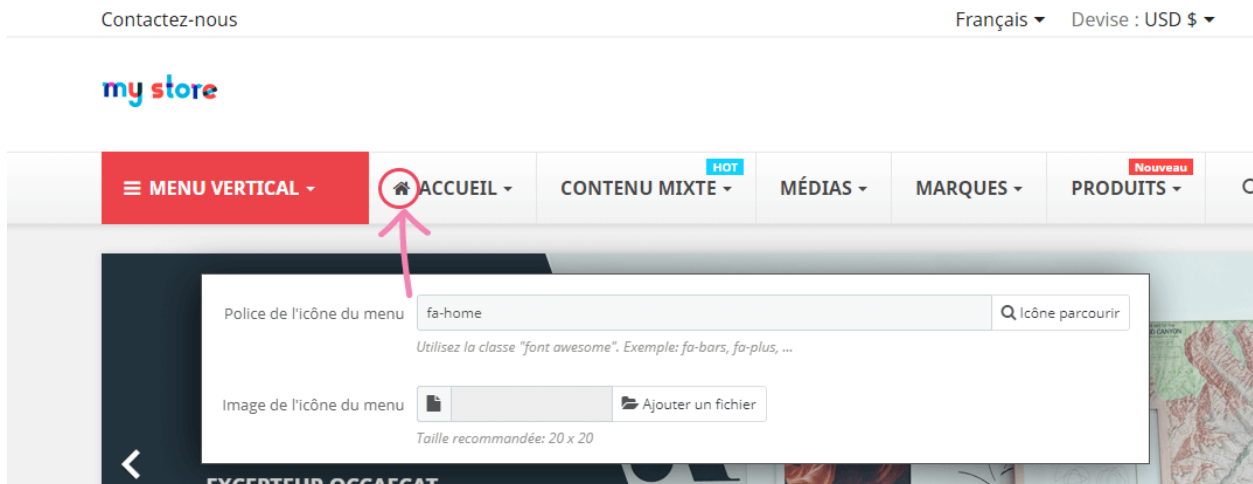 Contactez-nous
Français
Devise : USD $
my store
MENU VERTICAL
ACCUEIL
CONTENU MIXTE
HOT
MÉDIAS
MARQUES
PRODUITS
Nouveau
Police de l'icône du menu
fa-home
Icône parcourir
Utilisez la classe "font awesome". Exemple: fa-bars, fa-plus, ...
Image de l'icône du menu
Ajouter un fichier
Taille recommandée: 20 x 20
EXCEPTEUR OCCAECAT